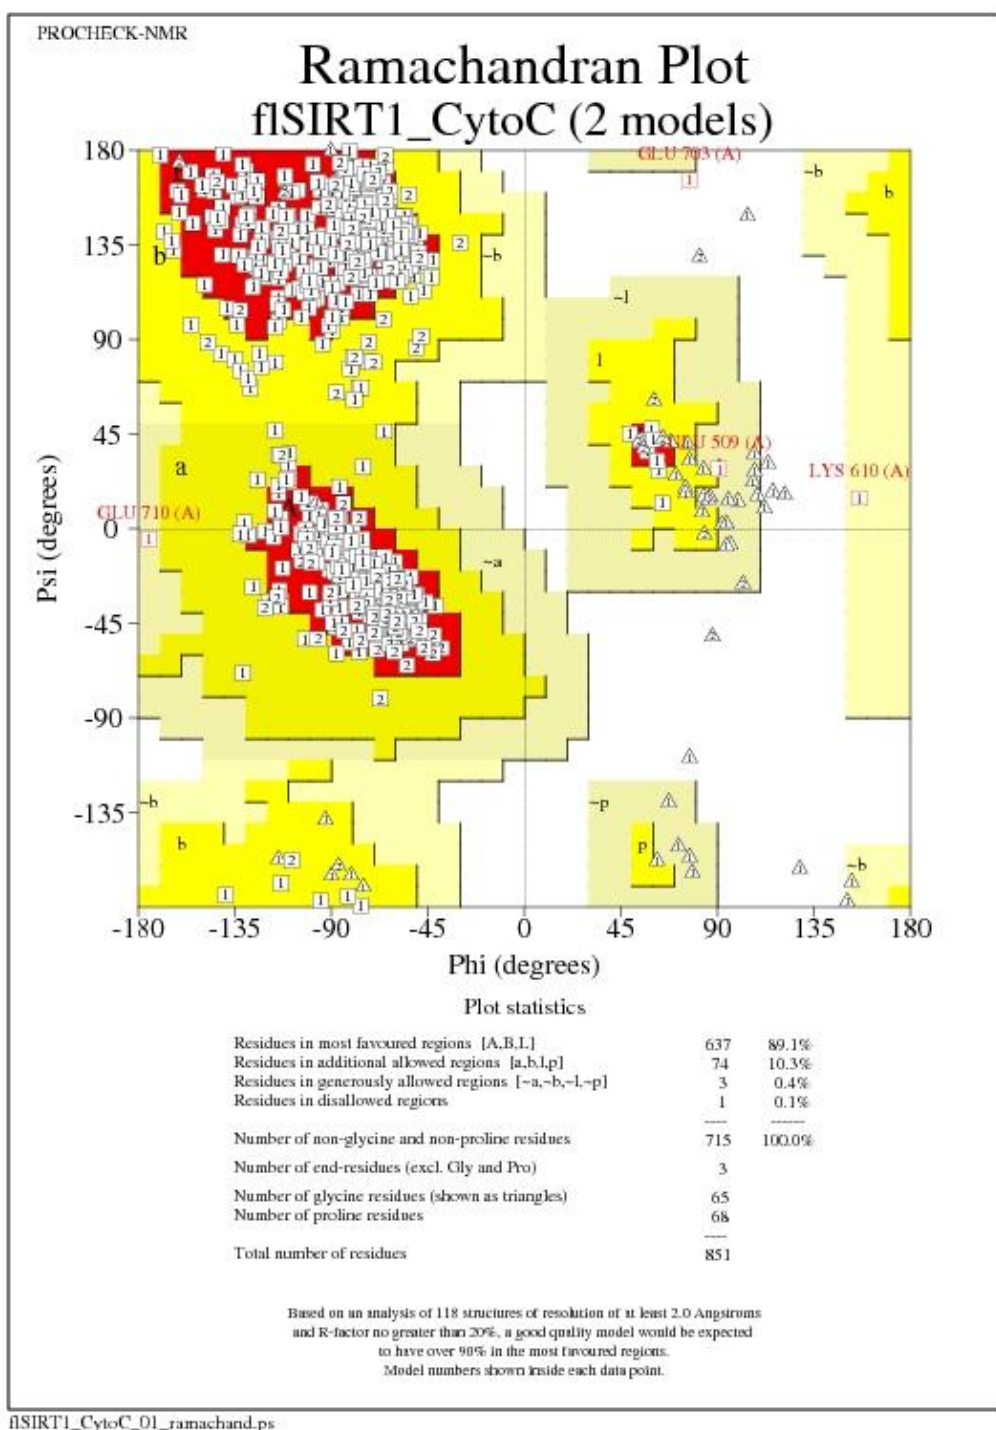 PROCHECK-NMR
Ramachandran Plot
flSIRT1_CytoC (2 models)
GLU 703 (A)
GLU 509 (A)
LYS 610 (A)
GLU 710 (A)
b
~b
~l
l
a
~a
~b
b
~p
p
~b
b
~b
180
135
90
45
0
-45
-90
-135
Psi (degrees)
-180 -135 -90 -45 0 45 90 135 180
Phi (degrees)
Plot statistics
Residues in most favoured regions [A,B,L] 637 89.1%
Residues in additional allowed regions [a,b,l,p] 74 10.3%
Residues in generously allowed regions [~a,~b,~l,~p] 3 0.4%
Residues in disallowed regions 1 0.1%
---- ------
Number of non-glycine and non-proline residues 715 100.0%
Number of end-residues (excl. Gly and Pro) 3
Number of glycine residues (shown as triangles) 65
Number of proline residues 68
----
Total number of residues 851
Based on an analysis of 118 structures of resolution of at least 2.0 Angstroms
and R-factor no greater than 20%, a good quality model would be expected
to have over 90% in the most favoured regions.
Model numbers shown inside each data point.
flSIRT1_CytoC_01_ramachand.ps